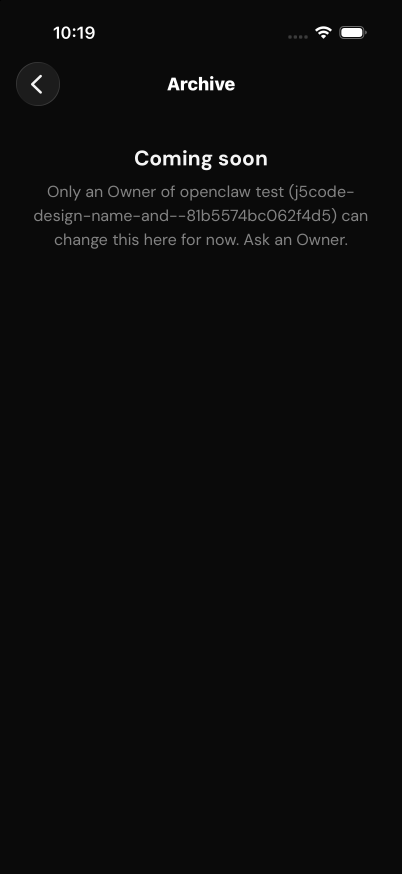 10:19
Archive
Coming soon
Only an Owner of openclaw test (j5code-
design-name-and--81b5574bc062f4d5) can
change this here for now. Ask an Owner.